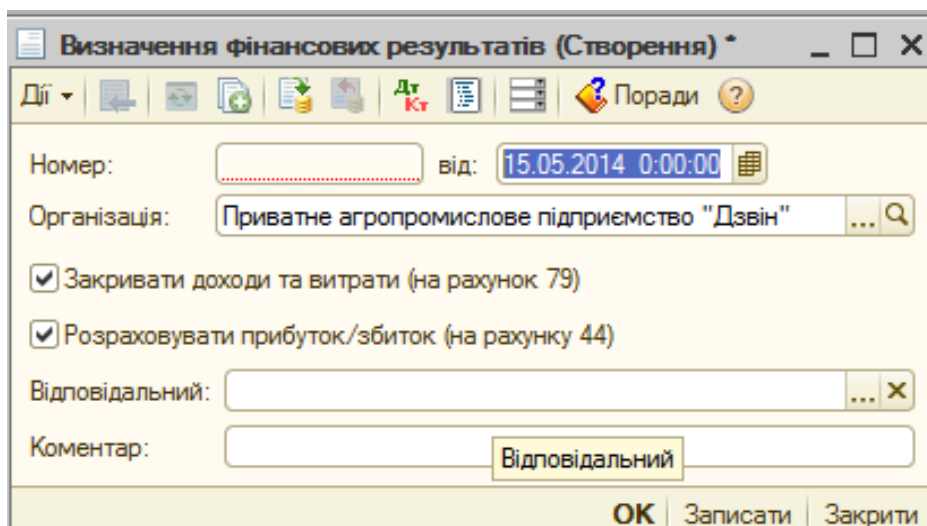 Визначення фінансових результатів (Створення) *
Дії Дт Кт Поради ?
Номер: від: 15.05.2014 0:00:00
Організація: Приватне агропромислове підприємство "Дзвін" ...
Закривати доходи та витрати (на рахунок 79)
Розраховувати прибуток/збиток (на рахунку 44)
Відповідальний: ...
Коментар:
Відповідальний
ОК Записати Закрити